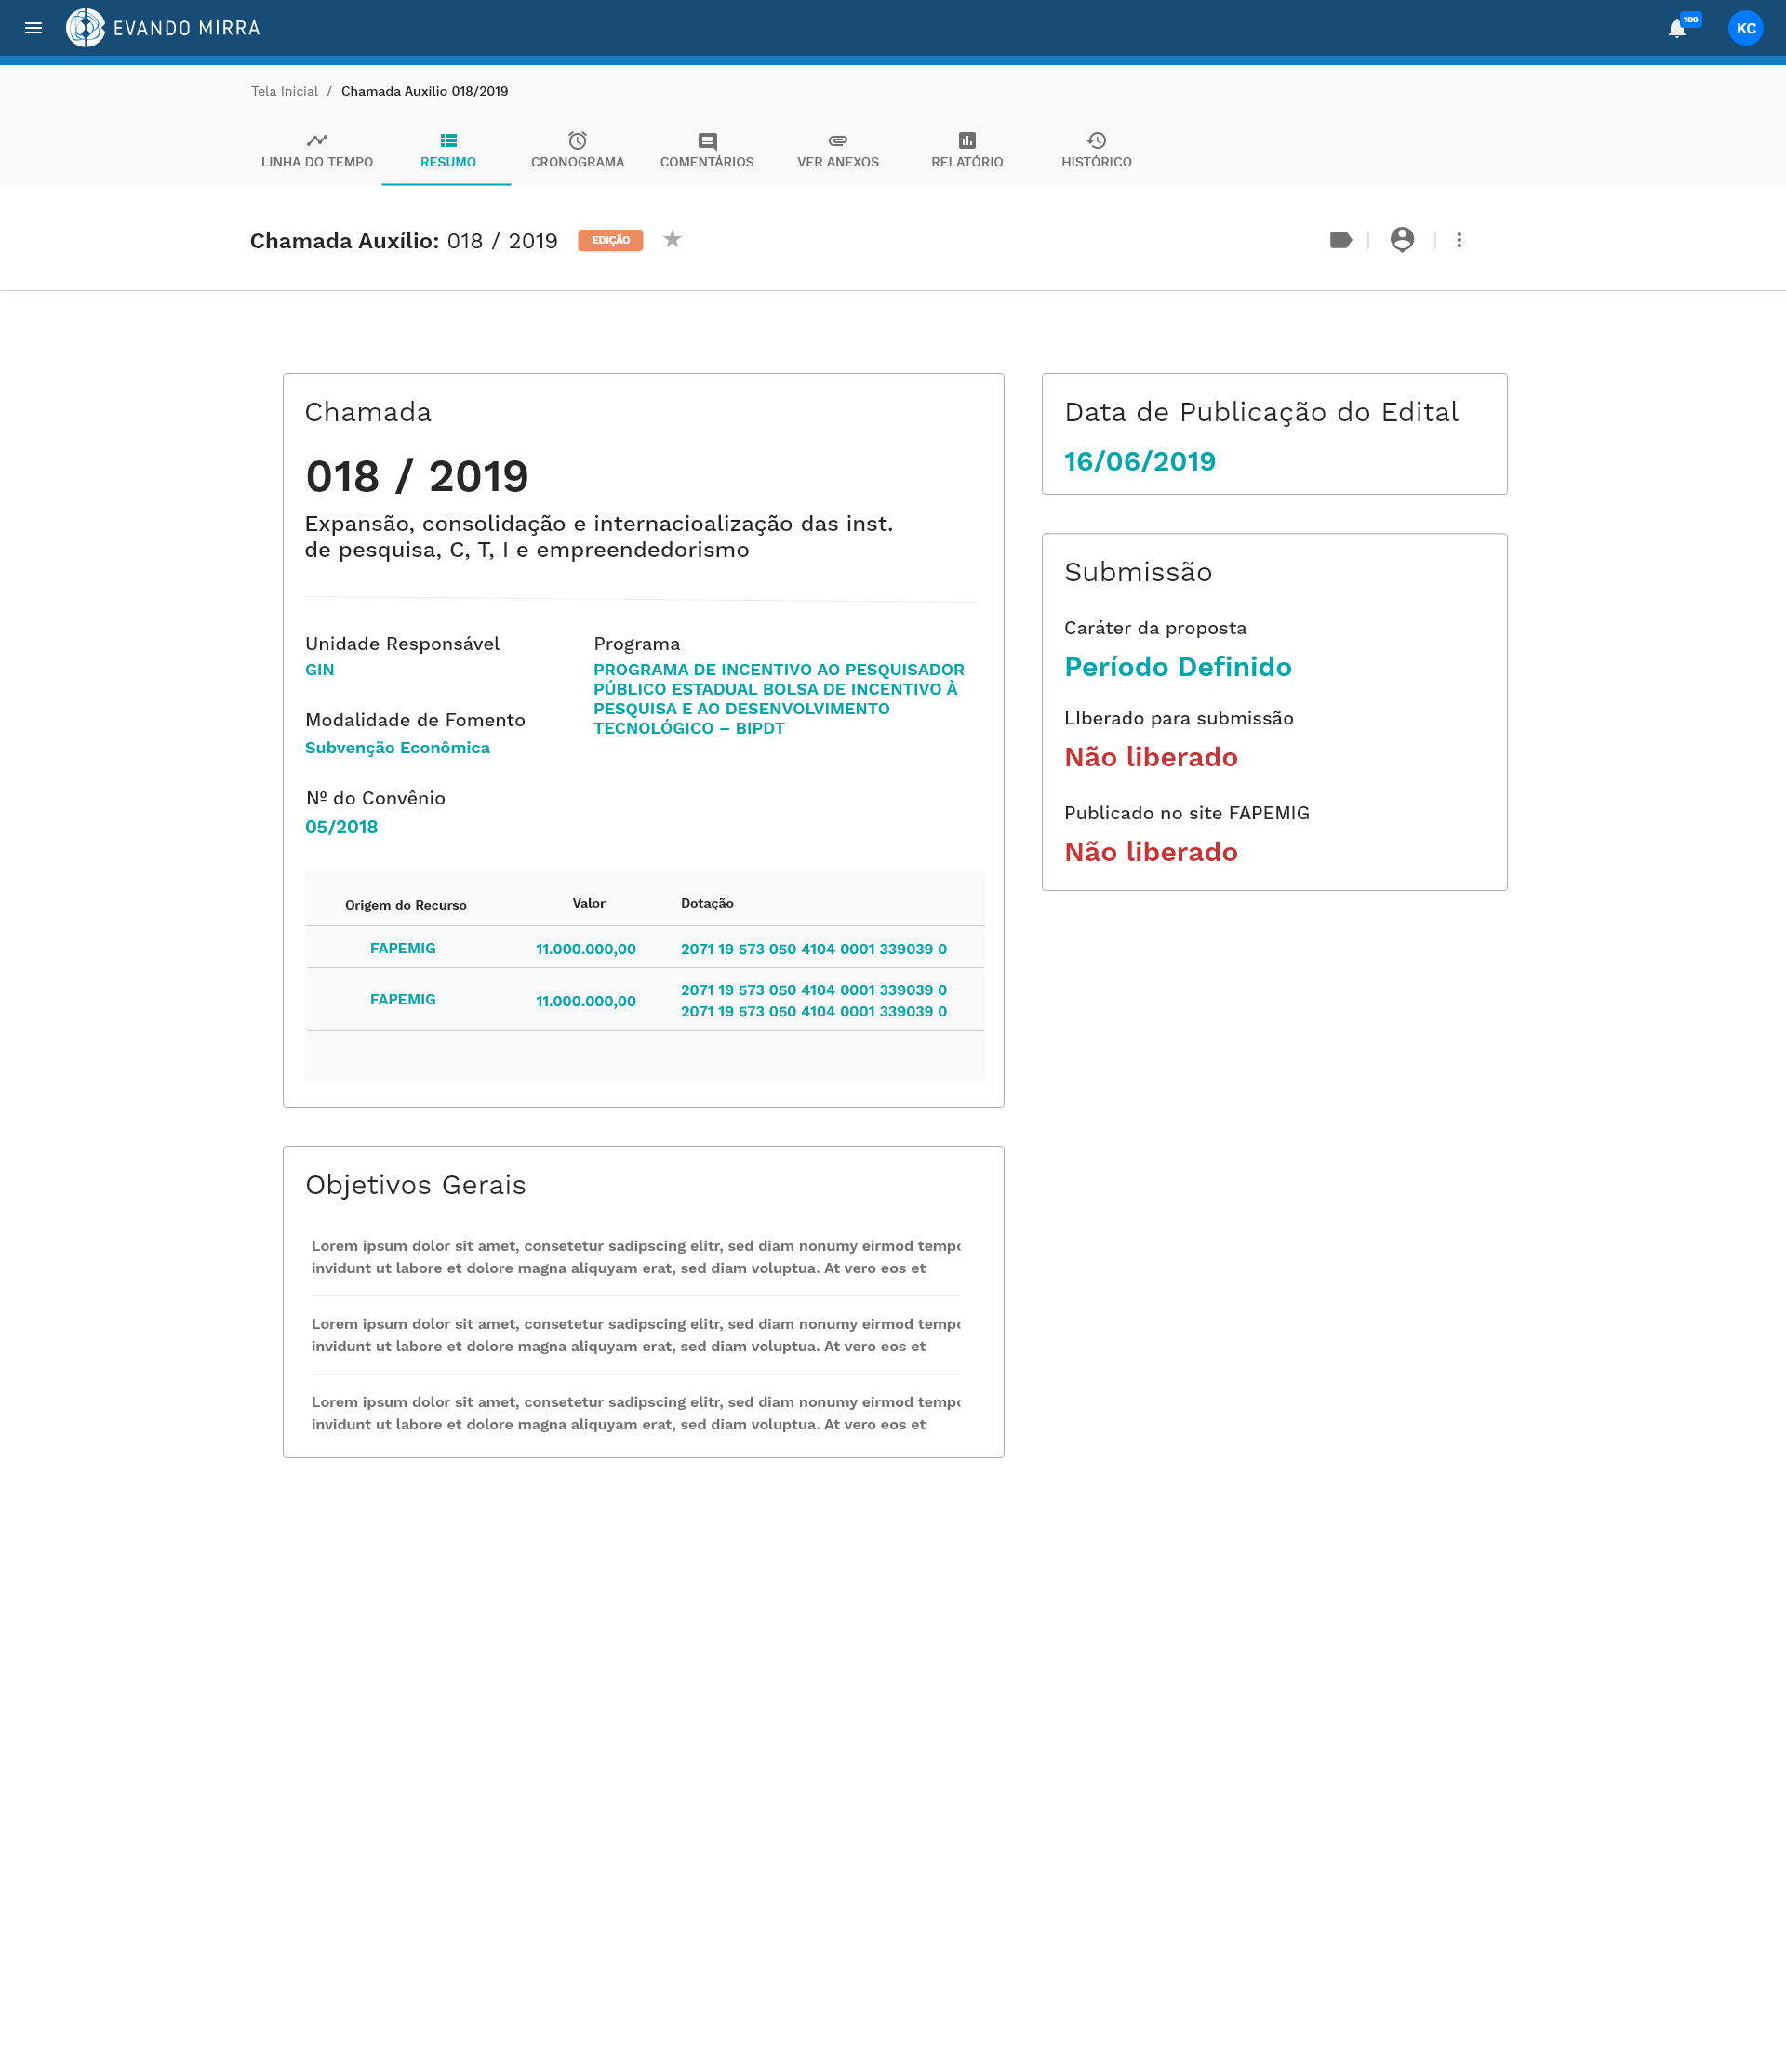 EVANDO MIRRA
100
KC
Tela Inicial / Chamada Auxílio 018/2019
LINHA DO TEMPO
RESUMO
CRONOGRAMA
COMENTÁRIOS
VER ANEXOS
RELATÓRIO
HISTÓRICO
Chamada Auxílio: 018 / 2019
EDIÇÃO
Chamada
018 / 2019
Expansão, consolidação e internacioalização das inst.
de pesquisa, C, T, I e empreendedorismo
Unidade Responsável
GIN
Modalidade de Fomento
Subvenção Econômica
Nº do Convênio
05/2018
Programa
PROGRAMA DE INCENTIVO AO PESQUISADOR
PÚBLICO ESTADUAL BOLSA DE INCENTIVO À
PESQUISA E AO DESENVOLVIMENTO
TECNOLÓGICO – BIPDT
Origem do Recurso Valor Dotação
FAPEMIG 11.000.000,00 2071 19 573 050 4104 0001 339039 0
FAPEMIG 11.000.000,00 2071 19 573 050 4104 0001 339039 0
2071 19 573 050 4104 0001 339039 0
Objetivos Gerais
Lorem ipsum dolor sit amet, consetetur sadipscing elitr, sed diam nonumy eirmod tempo
invidunt ut labore et dolore magna aliquyam erat, sed diam voluptua. At vero eos et
Lorem ipsum dolor sit amet, consetetur sadipscing elitr, sed diam nonumy eirmod tempo
invidunt ut labore et dolore magna aliquyam erat, sed diam voluptua. At vero eos et
Lorem ipsum dolor sit amet, consetetur sadipscing elitr, sed diam nonumy eirmod tempo
invidunt ut labore et dolore magna aliquyam erat, sed diam voluptua. At vero eos et
Data de Publicação do Edital
16/06/2019
Submissão
Caráter da proposta
Período Definido
LIberado para submissão
Não liberado
Publicado no site FAPEMIG
Não liberado